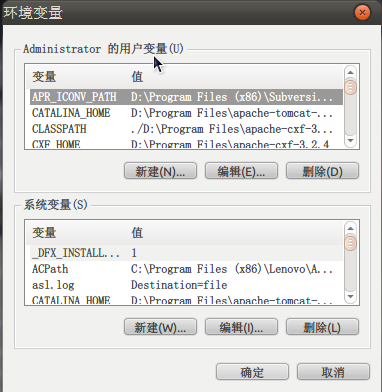 环境变量
Administrator 的用户变量(U)
变量 值
APR_ICONV_PATH D:\Program Files (x86)\Subversi...
CATALINA_HOME D:\Program Files\apache-tomcat-...
CLASSPATH ./D:\Program Files\apache-cxf-3...
CXF_HOME D:\Program Files\apache-cxf-3.2.4
新建(N)... 编辑(E)... 删除(D)
系统变量(S)
变量 值
_DFX_INSTALL... 1
ACPath C:\Program Files (x86)\Lenovo\A...
asl.log Destination=file
CATALINA_HOME D:\Program Files\apache-tomcat-...
新建(W)... 编辑(I)... 删除(L)
确定 取消